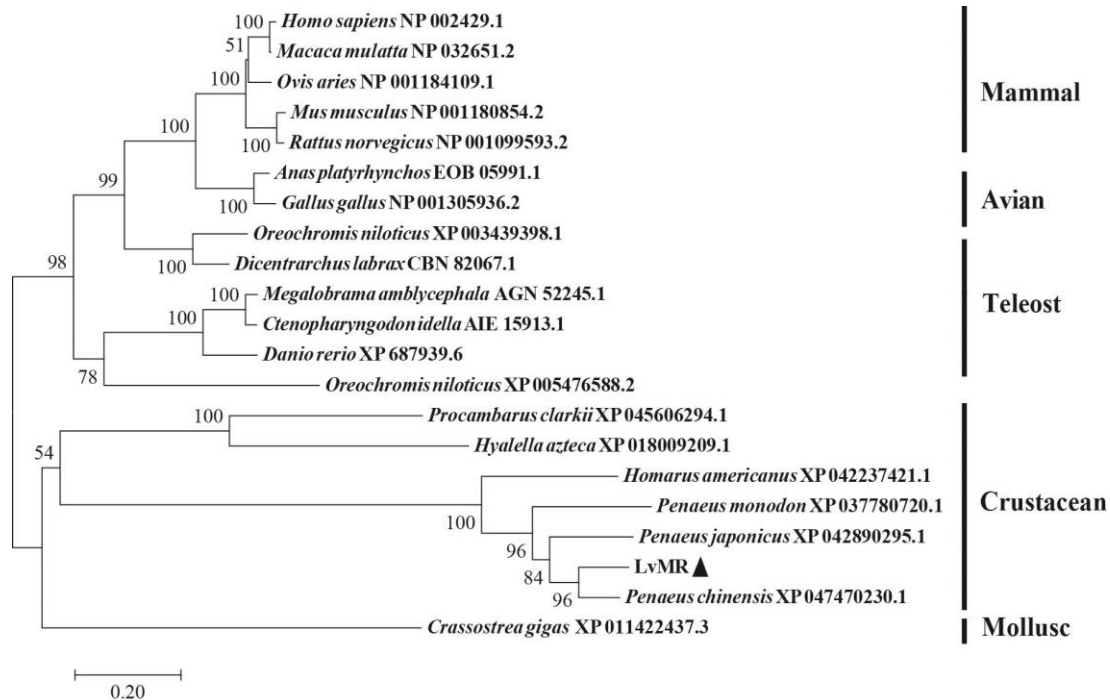 100
Homo sapiens NP 002429.1
51
Macaca mulatta NP 032651.2
Ovis aries NP 001184109.1
100
Mus musculus NP 001180854.2
100
Rattus norvegicus NP 001099593.2
Mammal
100
Anas platyrhynchos EOB 05991.1
100
Gallus gallus NP 001305936.2
Avian
99
Oreochromis niloticus XP 003439398.1
100
Dicentrarchus labrax CBN 82067.1
98
100
Megalobrama amblycephala AGN 52245.1
100
Ctenopharyngodon idella AIE 15913.1
Danio rerio XP 687939.6
78
Oreochromis niloticus XP 005476588.2
Teleost
100
Procambarus clarkii XP 045606294.1
Hyalella azteca XP 018009209.1
54
Homarus americanus XP 042237421.1
100
Penaeus monodon XP 037780720.1
96
Penaeus japonicus XP 042890295.1
84
LvMR
96
Penaeus chinensis XP 047470230.1
Crustacean
Crassostrea gigas XP 011422437.3
Mollusc
0.20